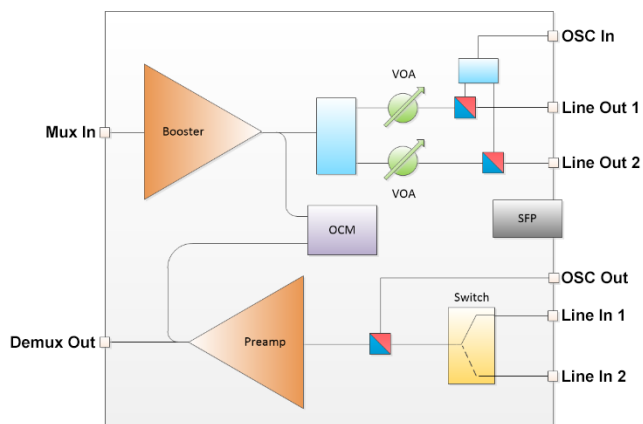 OSC In
VOA
Line Out 1
Mux In
Booster
Line Out 2
VOA
SFP
OCM
OSC Out
Switch
Line In 1
Demux Out
Preamp
Line In 2